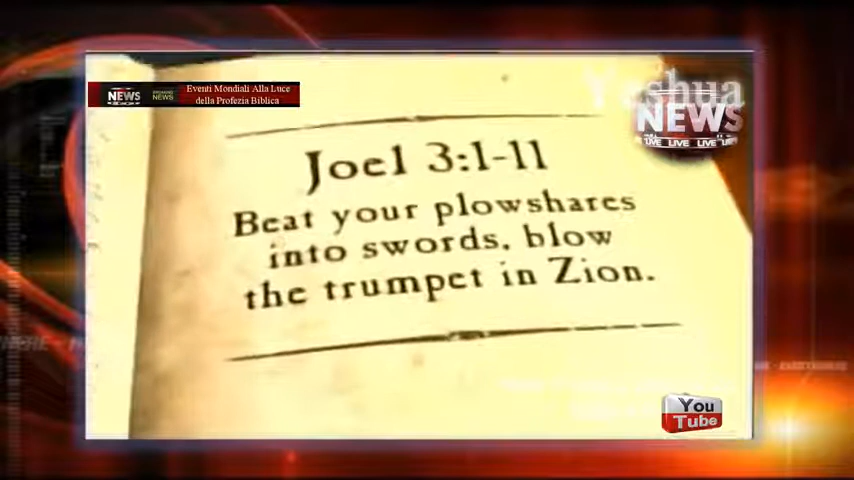 NEWS
NEWS
Eventi Mondiali Alla Luce
della Profezia Biblica
Yeshua
NEWS
LIVE LIVE LIVE
Joel 3:1-11
Beat your plowshares
into swords, blow
the trumpet in Zion.
You
Tube